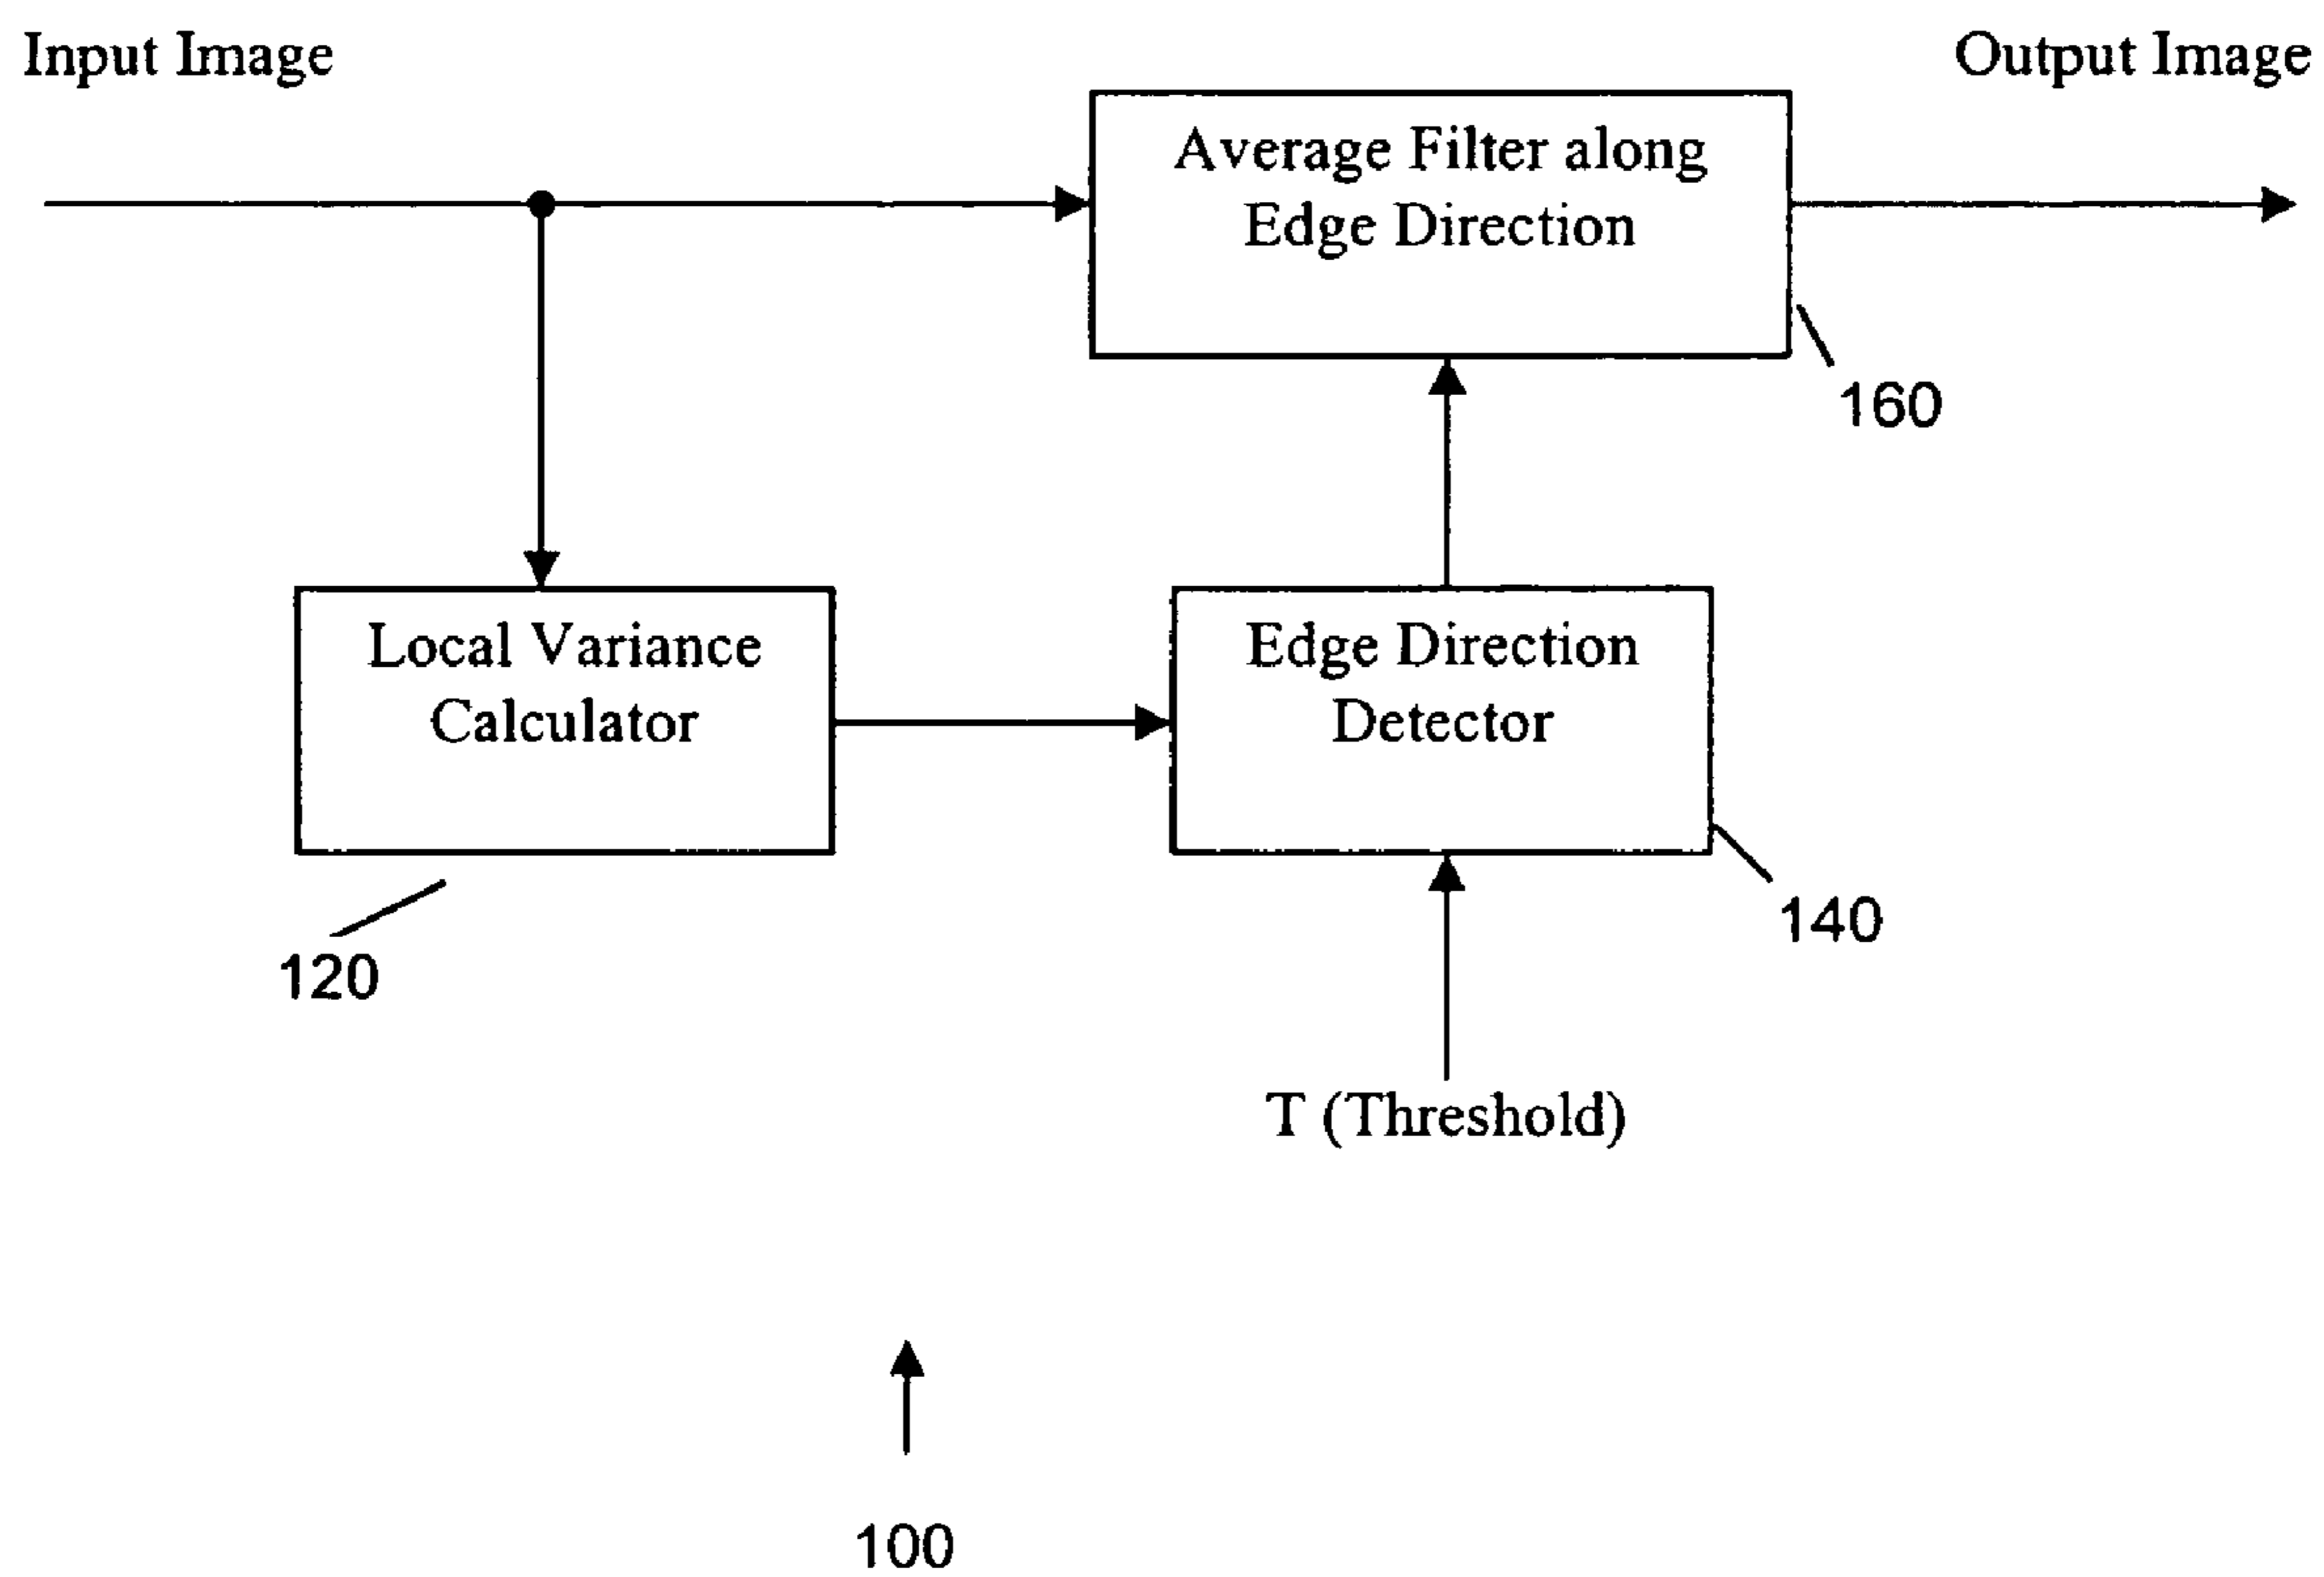 Input Image
Output Image
Average Filter along
Edge Direction
160
Local Variance
Calculator
Edge Direction
Detector
140
120
T (Threshold)
100